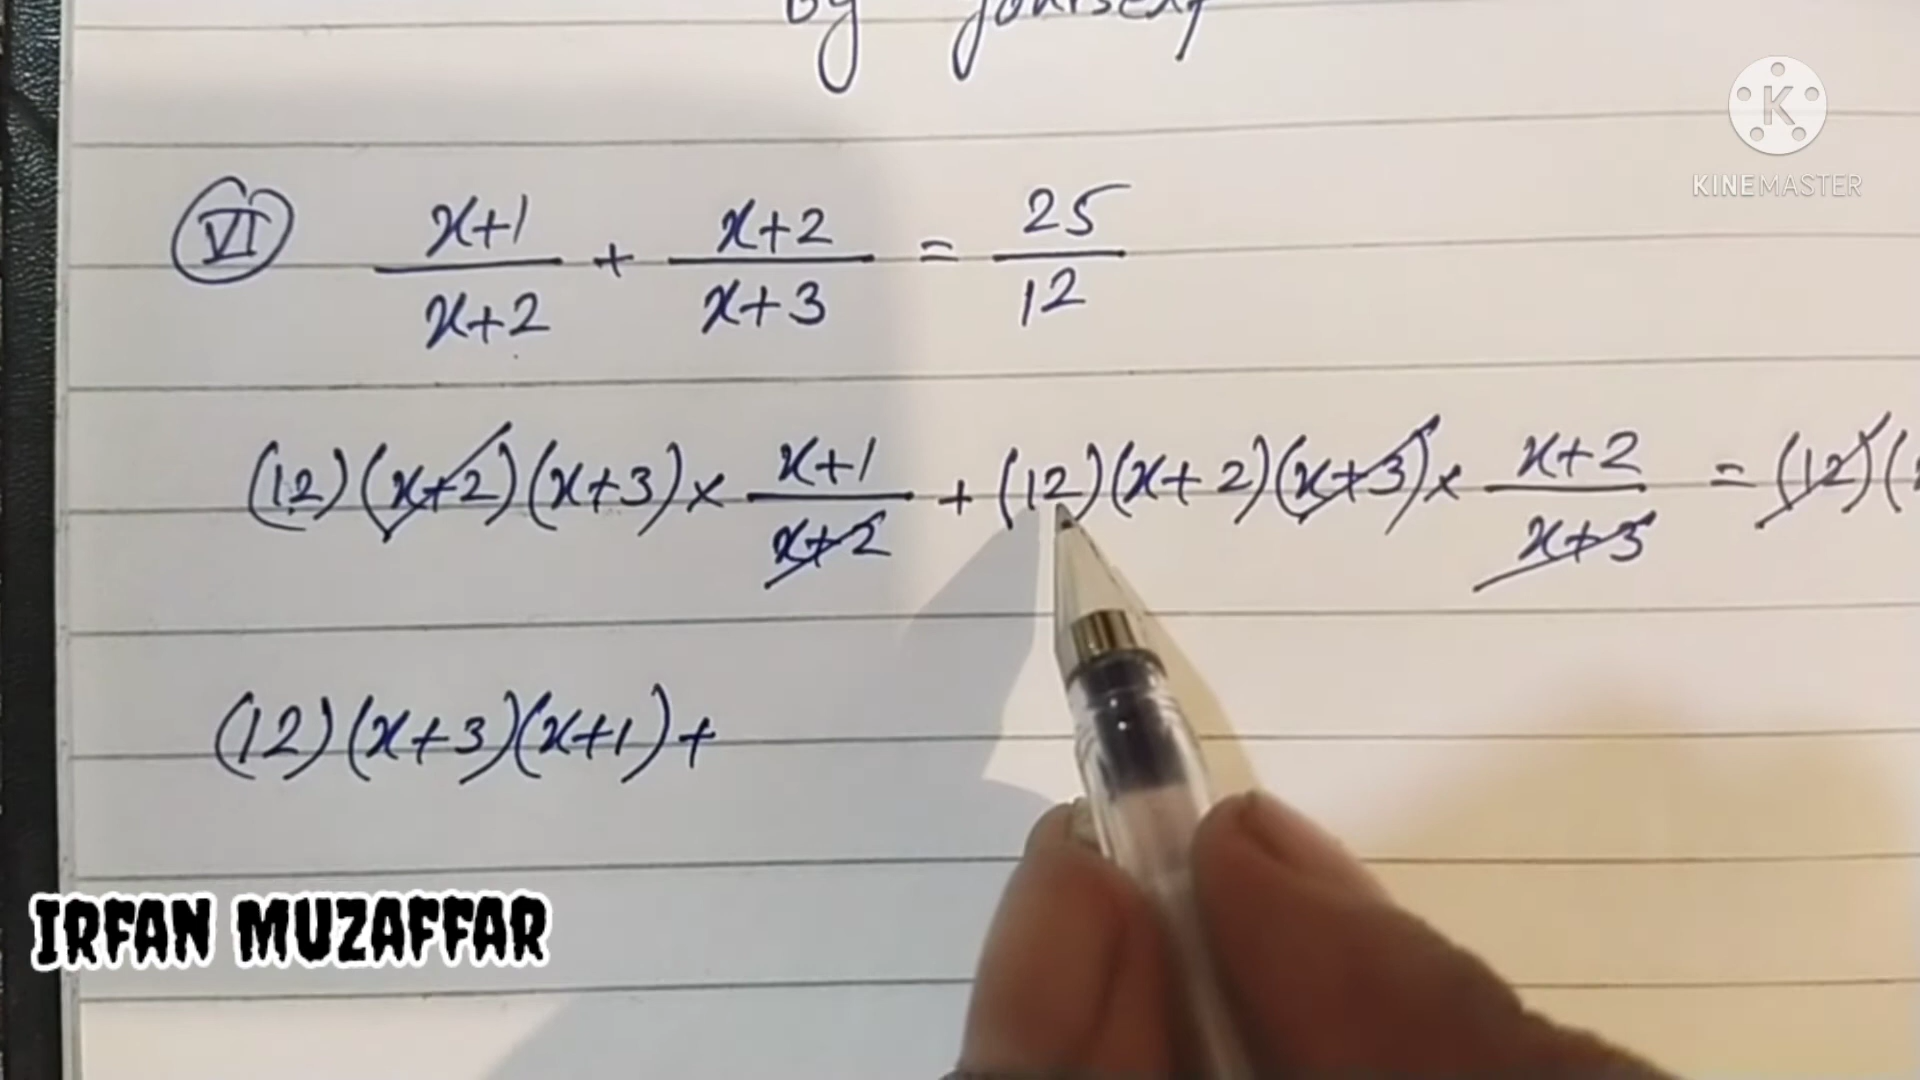 by yourself
K
KINEMASTER
VI x+1/x+2 + x+2/x+3 = 25/12
(12)(x+2)(x+3) × x+1/x+2 + (12)(x+2)(x+3) × x+2/x+3 = (12)(
(12)(x+3)(x+1)+
IRFAN MUZAFFAR